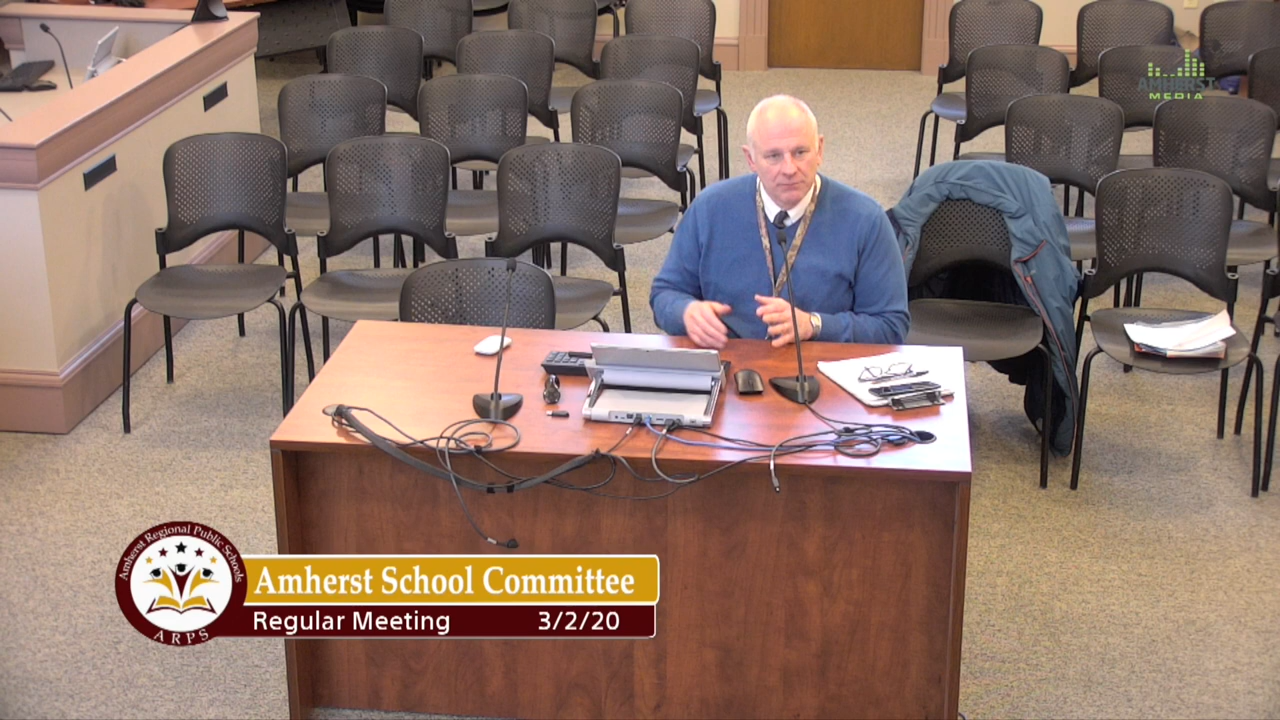 AMHERST
MEDIA
Amherst Regional Public Schools
ARPS
Amherst School Committee
Regular Meeting 3/2/20